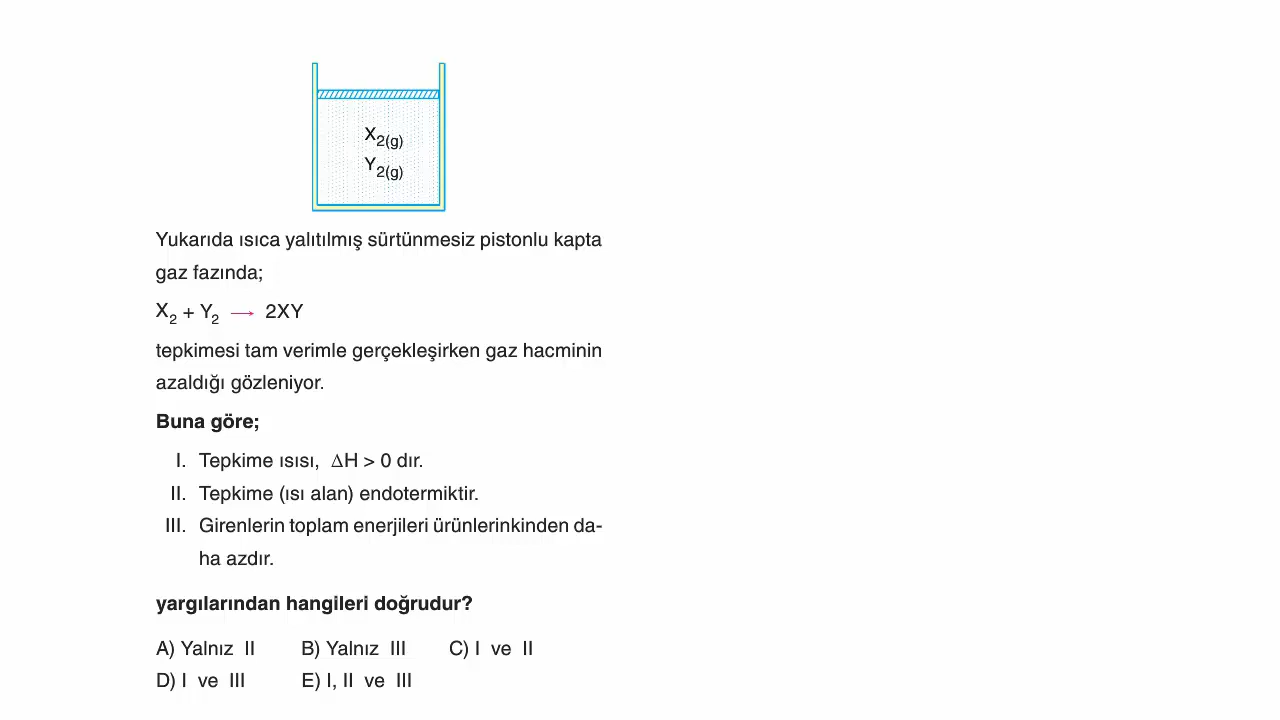 X2(g)
Y2(g)
Yukarıda ısıca yalıtılmış sürtünmesiz pistonlu kapta
gaz fazında;
X2 + Y2 → 2XY
tepkimesi tam verimle gerçekleşirken gaz hacminin
azaldığı gözleniyor.
Buna göre;
I. Tepkime ısısı, ΔH > 0 dır.
II. Tepkime (ısı alan) endotermiktir.
III. Girenlerin toplam enerjileri ürünlerinkinden da-
ha azdır.
yargılarından hangileri doğrudur?
A) Yalnız II B) Yalnız III C) I ve II
D) I ve III E) I, II ve III